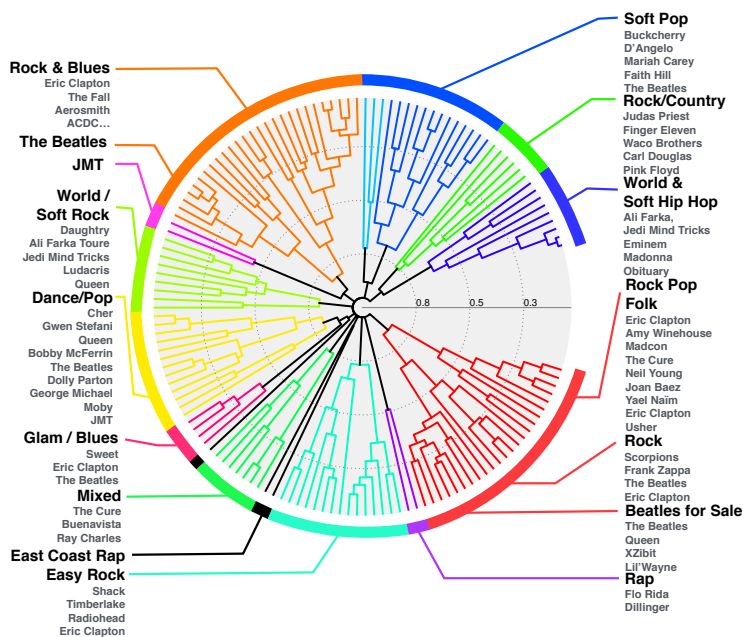 Rock & Blues
Eric Clapton
The Fall
Aerosmith
ACDC...
The Beatles
JMT
World /
Soft Rock
Daughtry
Ali Farka Toure
Jedi Mind Tricks
Ludacris
Queen
Dance/Pop
Cher
Gwen Stefani
Queen
Bobby McFerrin
The Beatles
Dolly Parton
George Michael
Moby
JMT
Glam / Blues
Sweet
Eric Clapton
The Beatles
Mixed
The Cure
Buenavista
Ray Charles
East Coast Rap
Easy Rock
Shack
Timberlake
Radiohead
Eric Clapton
0.8 0.5 0.3
Soft Pop
Buckcherry
D'Angelo
Mariah Carey
Faith Hill
The Beatles
Rock/Country
Judas Priest
Finger Eleven
Waco Brothers
Carl Douglas
Pink Floyd
World &
Soft Hip Hop
Ali Farka,
Jedi Mind Tricks
Eminem
Madonna
Obituary
Rock Pop
Folk
Eric Clapton
Amy Winehouse
Madcon
The Cure
Neil Young
Joan Baez
Yael Naïm
Eric Clapton
Usher
Rock
Scorpions
Frank Zappa
The Beatles
Eric Clapton
Beatles for Sale
The Beatles
Queen
XZibit
Lil'Wayne
Rap
Flo Rida
Dillinger